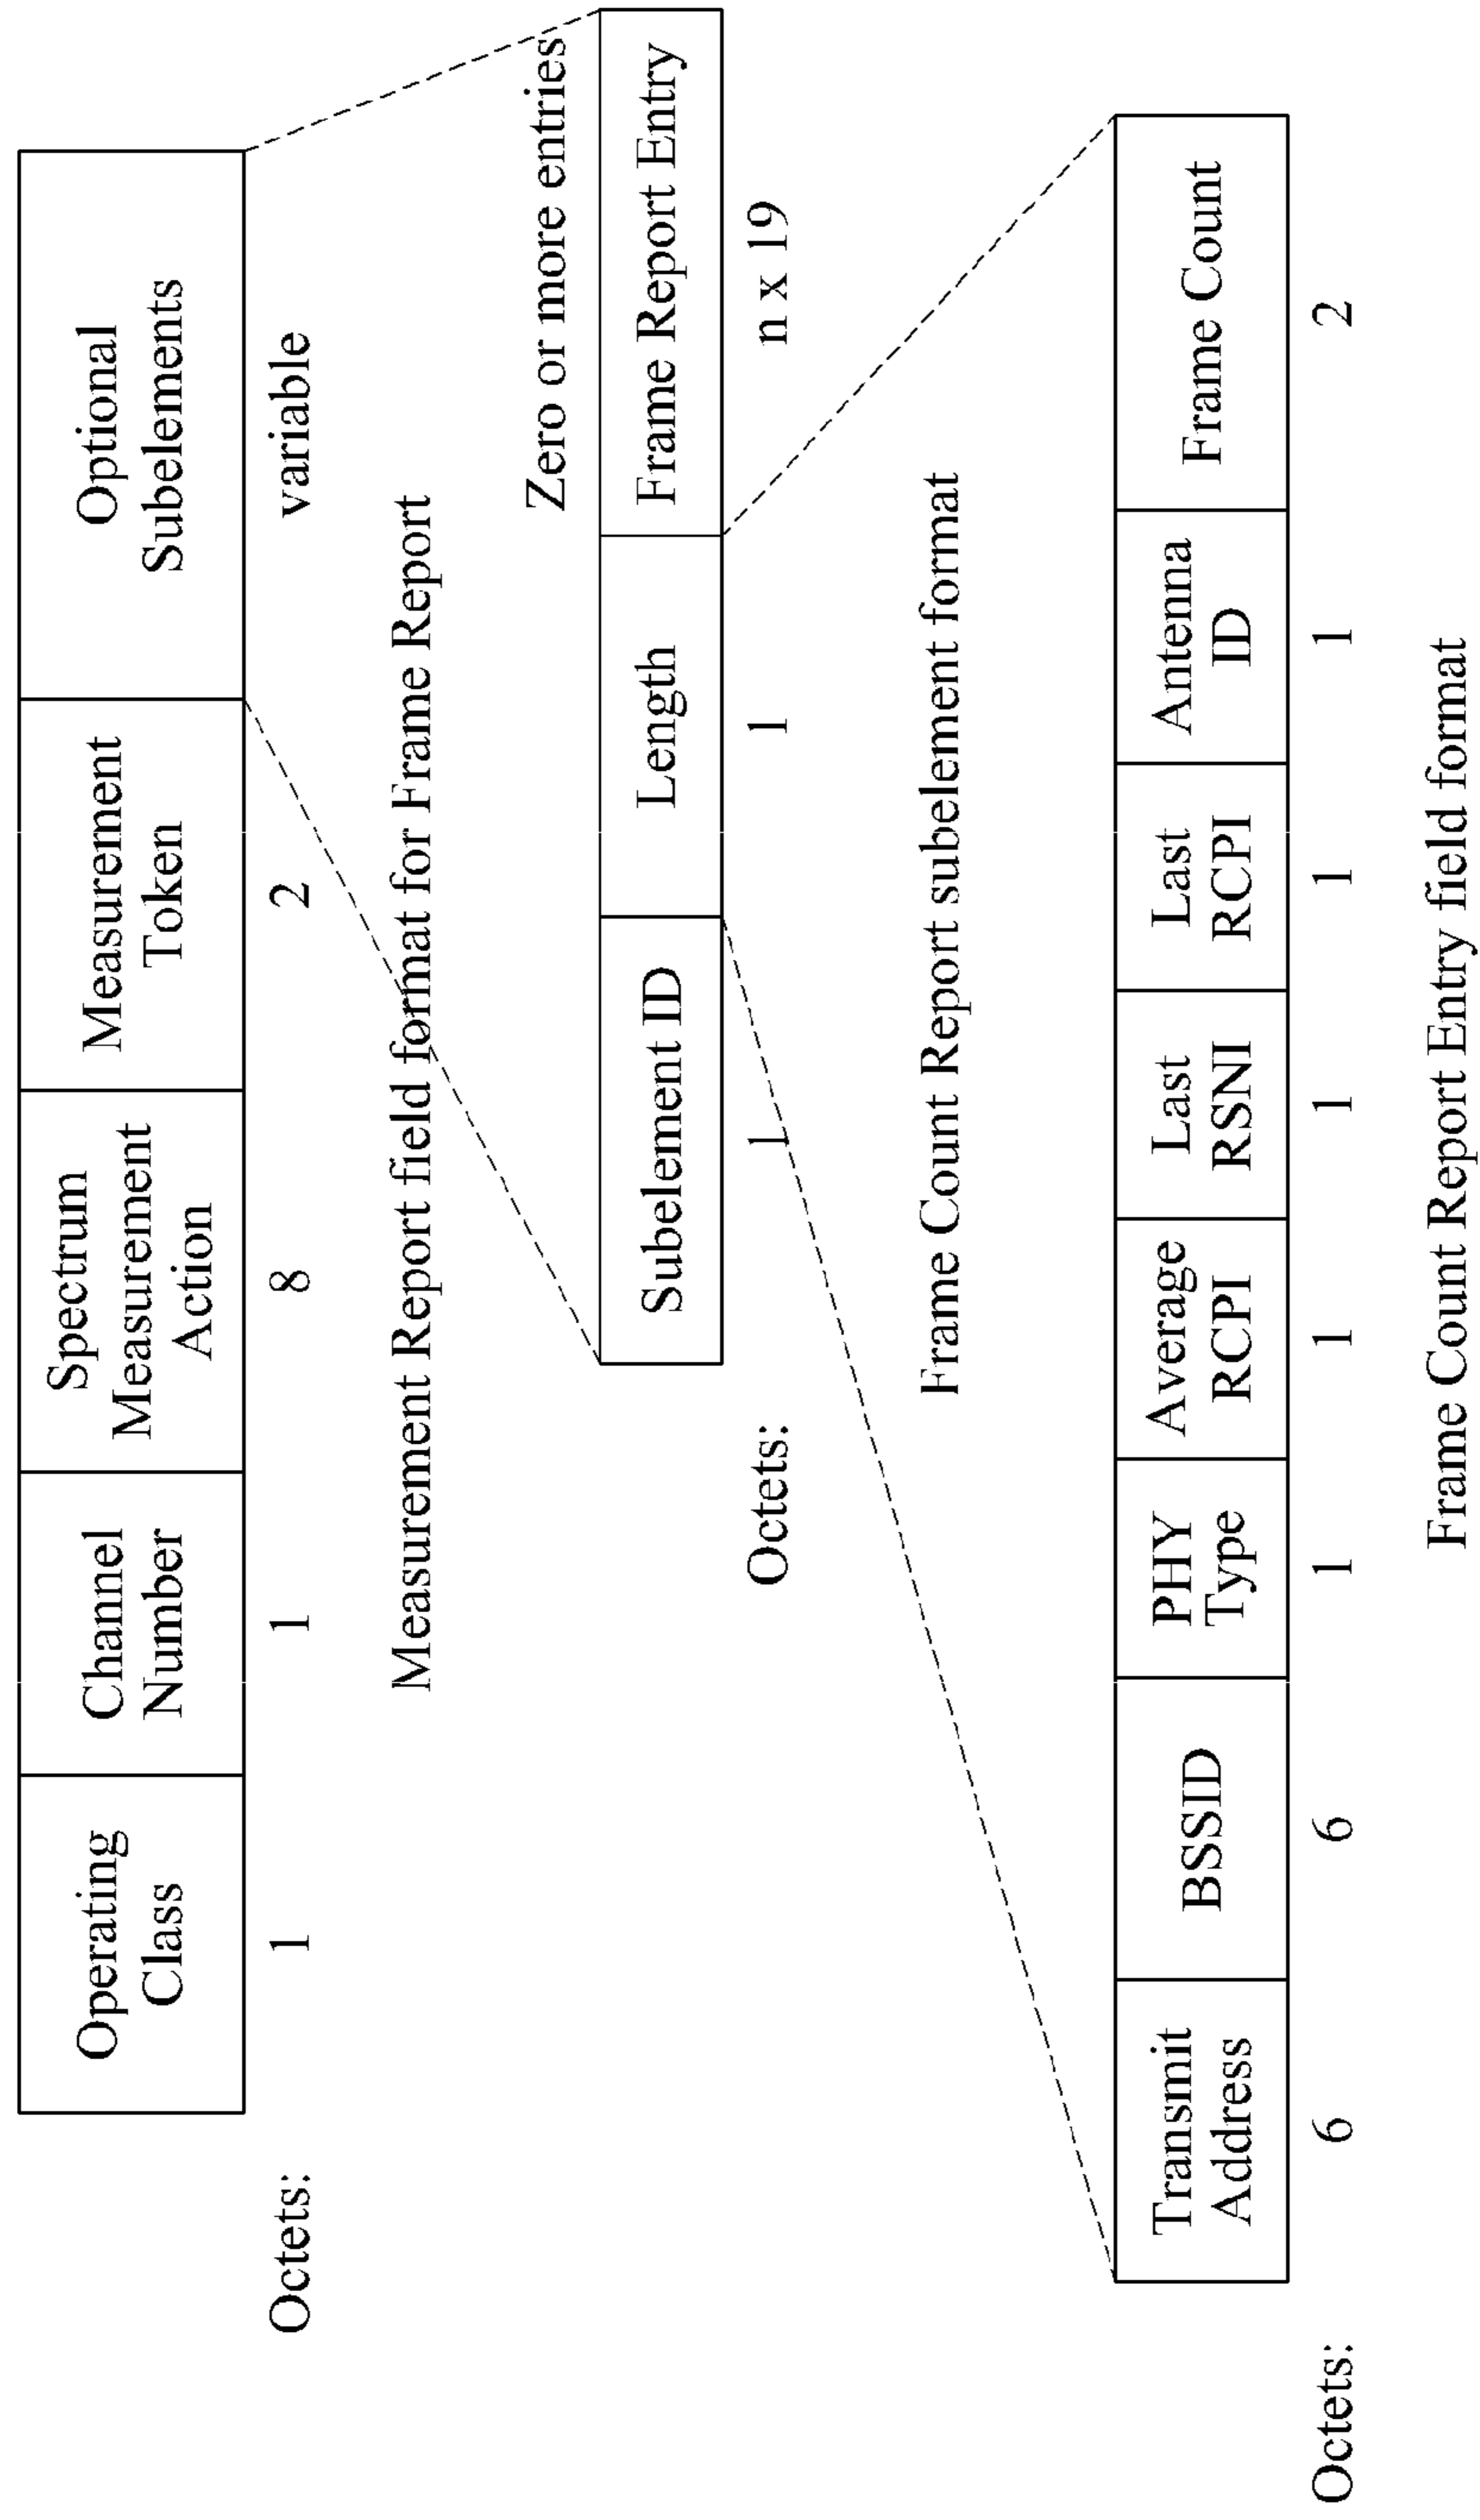 Operating
Class
Channel
Number
Spectrum
Measurement
Action
Measurement
Token
Optional
Subelements
Octets:
1
1
8
2
variable
Measurement Report field format for Frame Report
Zero or more entries
Subelement ID
Length
Frame Report Entry
Octets:
1
1
n x 19
Frame Count Report subelement format
Transmit
Address
BSSID
PHY
Type
Average
RCPI
Last
RSNI
Last
RCPI
Antenna
ID
Frame Count
Octets:
6
6
1
1
1
1
1
2
Frame Count Report Entry field format